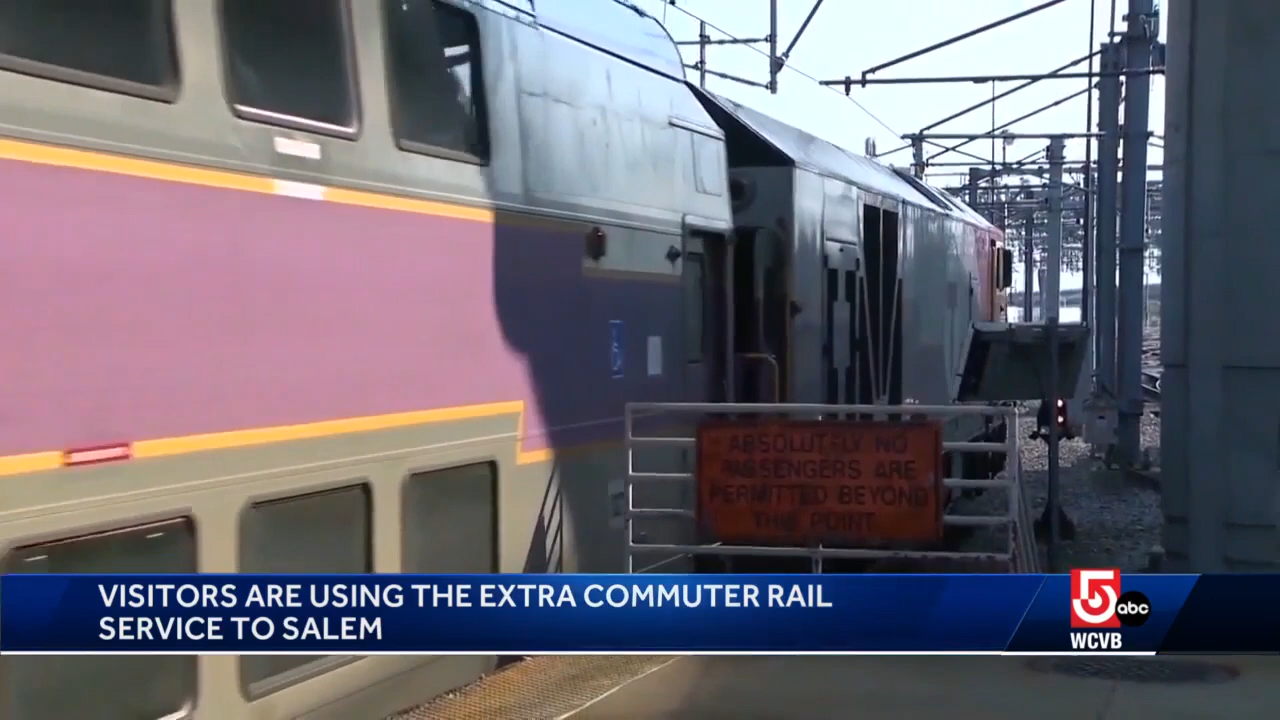 ABSOLUTELY NO
PASSENGERS ARE
PERMITTED BEYOND
THIS POINT
VISITORS ARE USING THE EXTRA COMMUTER RAIL
SERVICE TO SALEM
5
abc
WCVB